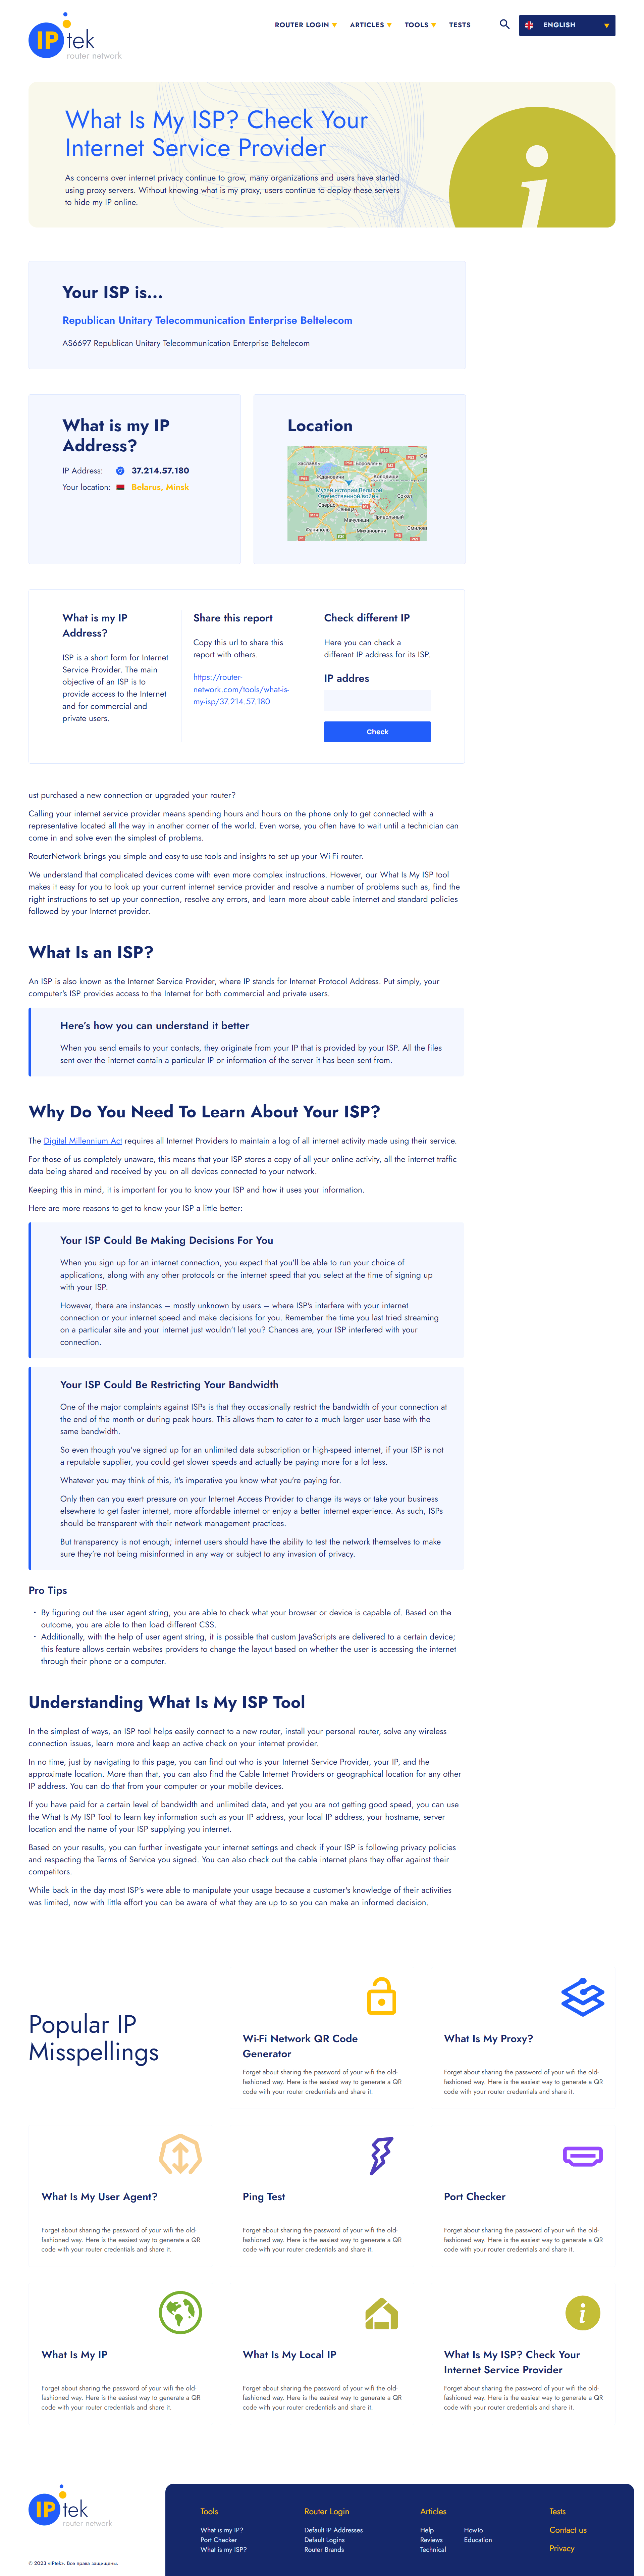 IP tek
router network
ROUTER LOGIN
ARTICLES
TOOLS
TESTS
ENGLISH
What Is My ISP? Check Your
Internet Service Provider
As concerns over internet privacy continue to grow, many organizations and users have started
using proxy servers. Without knowing what is my proxy, users continue to deploy these servers
to hide my IP online.
i
Your ISP is...
Republican Unitary Telecommunication Enterprise Beltelecom
AS6697 Republican Unitary Telecommunication Enterprise Beltelecom
What is my IP
Address?
IP Address: 37.214.57.180
Your location: Belarus, Minsk
Location
Заславль
Боровляны
Ждановичи
Колодищи
Музей истории Великой
Отечественной войны
Озерцо
Сокол
Сеница
Мачулищи
Михановичи
Смиловичи
What is my IP
Address?
ISP is a short form for Internet
Service Provider. The main
objective of an ISP is to
provide access to the Internet
and for commercial and
private users.
Share this report
Copy this url to share this
report with others.
https://router-
network.com/tools/what-is-
my-isp/37.214.57.180
Check different IP
Here you can check a
different IP address for its ISP.
IP addres
Check
ust purchased a new connection or upgraded your router?
Calling your internet service provider means spending hours and hours on the phone only to get connected with a
representative located all the way in another corner of the world. Even worse, you often have to wait until a technician can
come in and solve even the simplest of problems.
RouterNetwork brings you simple and easy-to-use tools and insights to set up your Wi-Fi router.
We understand that complicated devices come with even more complex instructions. However, our What Is My ISP tool
makes it easy for you to look up your current internet service provider and resolve a number of problems such as, find the
right instructions to set up your connection, resolve any errors, and learn more about cable internet and standard policies
followed by your Internet provider.
What Is an ISP?
An ISP is also known as the Internet Service Provider, where IP stands for Internet Protocol Address. Put simply, your
computer's ISP provides access to the Internet for both commercial and private users.
Here's how you can understand it better
When you send emails to your contacts, they originate from your IP that is provided by your ISP. All the files
sent over the internet contain a particular IP or information of the server it has been sent from.
Why Do You Need To Learn About Your ISP?
The Digital Millennium Act requires all Internet Providers to maintain a log of all internet activity made using their service.
For those of us completely unaware, this means that your ISP stores a copy of all your online activity, all the internet traffic
data being shared and received by you on all devices connected to your network.
Keeping this in mind, it is important for you to know your ISP and how it uses your information.
Here are more reasons to get to know your ISP a little better:
Your ISP Could Be Making Decisions For You
When you sign up for an internet connection, you expect that you'll be able to run your choice of
applications, along with any other protocols or the internet speed that you select at the time of signing up
with your ISP.
However, there are instances – mostly unknown by users – where ISP's interfere with your internet
connection or your internet speed and make decisions for you. Remember the time you last tried streaming
on a particular site and your internet just wouldn't let you? Chances are, your ISP interfered with your
connection.
Your ISP Could Be Restricting Your Bandwidth
One of the major complaints against ISPs is that they occasionally restrict the bandwidth of your connection at
the end of the month or during peak hours. This allows them to cater to a much larger user base with the
same bandwidth.
So even though you've signed up for an unlimited data subscription or high-speed internet, if your ISP is not
a reputable supplier, you could get slower speeds and actually be paying more for a lot less.
Whatever you may think of this, it's imperative you know what you're paying for.
Only then can you exert pressure on your Internet Access Provider to change its ways or take your business
elsewhere to get faster internet, more affordable internet or enjoy a better internet experience. As such, ISPs
should be transparent with their network management practices.
But transparency is not enough; internet users should have the ability to test the network themselves to make
sure they're not being misinformed in any way or subject to any invasion of privacy.
Pro Tips
- By figuring out the user agent string, you are able to check what your browser or device is capable of. Based on the
outcome, you are able to then load different CSS.
- Additionally, with the help of user agent string, it is possible that custom JavaScripts are delivered to a certain device;
this feature allows certain websites providers to change the layout based on whether the user is accessing the internet
through their phone or a computer.
Understanding What Is My ISP Tool
In the simplest of ways, an ISP tool helps easily connect to a new router, install your personal router, solve any wireless
connection issues, learn more and keep an active check on your internet provider.
In no time, just by navigating to this page, you can find out who is your Internet Service Provider, your IP, and the
approximate location. More than that, you can also find the Cable Internet Providers or geographical location for any other
IP address. You can do that from your computer or your mobile devices.
If you have paid for a certain level of bandwidth and unlimited data, and yet you are not getting good speed, you can use
the What Is My ISP Tool to learn key information such as your IP address, your local IP address, your hostname, server
location and the name of your ISP supplying you internet.
Based on your results, you can further investigate your internet settings and check if your ISP is following privacy policies
and respecting the Terms of Service you signed. You can also check out the cable internet plans they offer against their
competitors.
While back in the day most ISP's were able to manipulate your usage because a customer's knowledge of their activities
was limited, now with little effort you can be aware of what they are up to so you can make an informed decision.
Popular IP
Misspellings
Wi-Fi Network QR Code
Generator
Forget about sharing the password of your wifi the old-
fashioned way. Here is the easiest way to generate a QR
code with your router credentials and share it.
What Is My Proxy?
Forget about sharing the password of your wifi the old-
fashioned way. Here is the easiest way to generate a QR
code with your router credentials and share it.
What Is My User Agent?
Forget about sharing the password of your wifi the old-
fashioned way. Here is the easiest way to generate a QR
code with your router credentials and share it.
Ping Test
Forget about sharing the password of your wifi the old-
fashioned way. Here is the easiest way to generate a QR
code with your router credentials and share it.
Port Checker
Forget about sharing the password of your wifi the old-
fashioned way. Here is the easiest way to generate a QR
code with your router credentials and share it.
What Is My IP
Forget about sharing the password of your wifi the old-
fashioned way. Here is the easiest way to generate a QR
code with your router credentials and share it.
What Is My Local IP
Forget about sharing the password of your wifi the old-
fashioned way. Here is the easiest way to generate a QR
code with your router credentials and share it.
i
What Is My ISP? Check Your
Internet Service Provider
Forget about sharing the password of your wifi the old-
fashioned way. Here is the easiest way to generate a QR
code with your router credentials and share it.
IP tek
router network
© 2023 «IPtek». Все права защищены.
Tools
What is my IP?
Port Checker
What is my ISP?
Router Login
Default IP Addresses
Default Logins
Router Brands
Articles
Help
Reviews
Technical
HowTo
Education
Tests
Contact us
Privacy